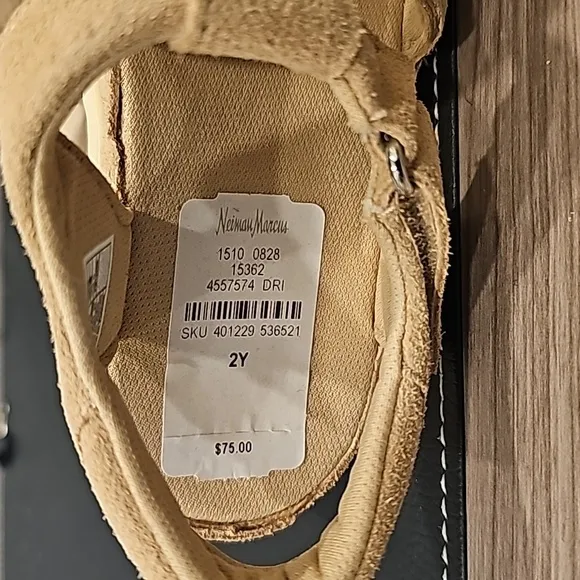 Neiman Marcus
1510 0828
15362
4557574 DRI
SKU 401229 536521
2Y
$75.00